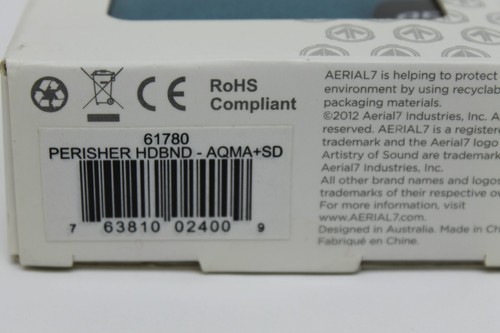 RoHS
Compliant
61780
PERISHER HDBND - AQMA+SD
7 63810 02400 9
AERIAL7 is helping to protect
environment by using recyclab
packaging materials.
©2012 Aerial7 Industries, Inc. A
reserved. AERIAL7 is a registere
trademark and the Aerial7 logo
Artistry of Sound are trademark
Aerial7 Industries, Inc.
All other brand names and logos
trademarks of their respective ow
For more information, visit
www.AERIAL7.com.
Designed in Australia. Made in Ch
Fabriqué en Chine.